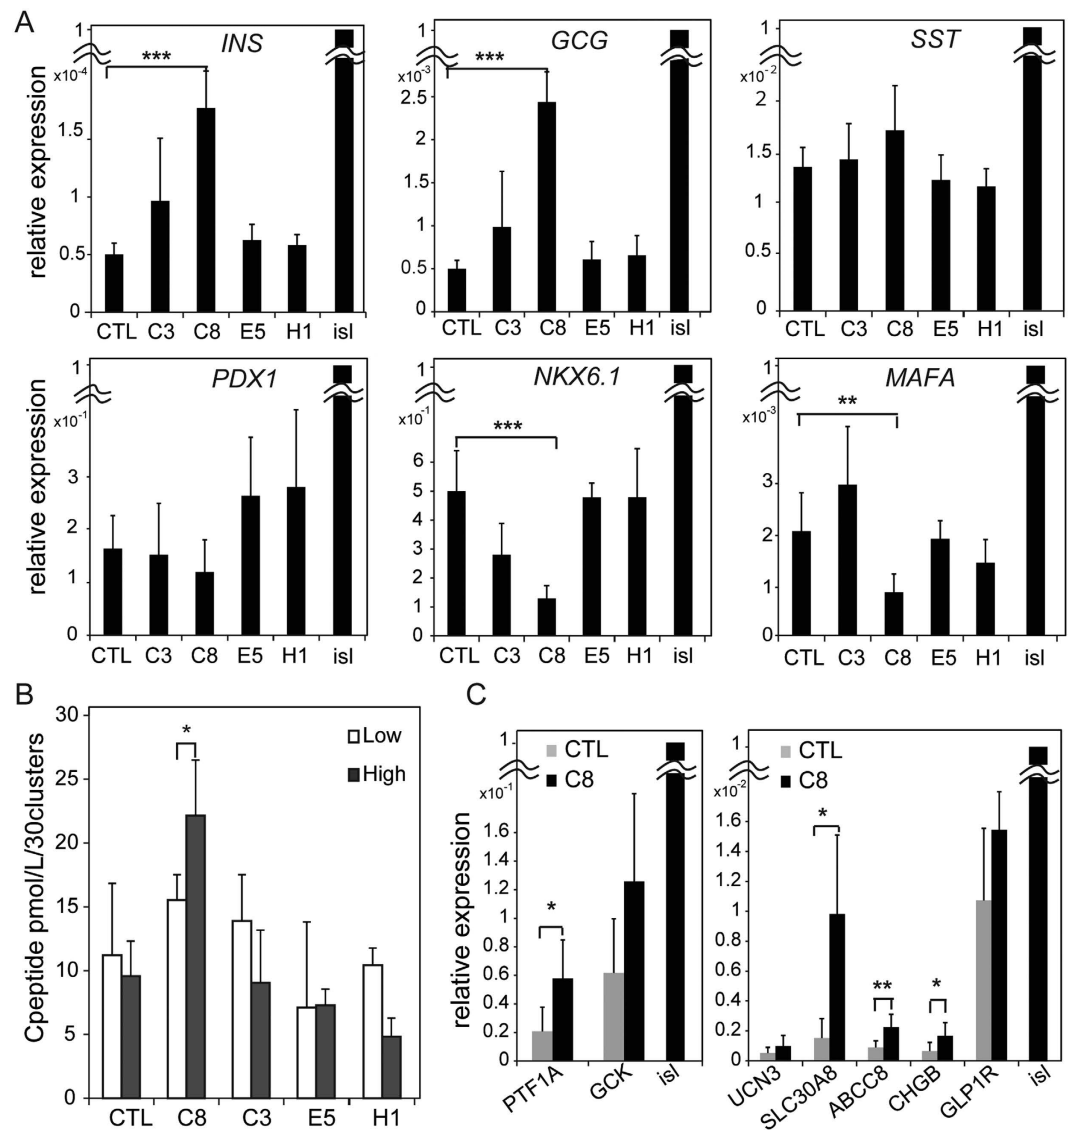 A
INS
1
***
x10-4
1.5
1
0.5
0
relative expression
CTL C3 C8 E5 H1 isl
GCG
1
***
x10-3
2.5
2
1.5
1
0.5
0
CTL C3 C8 E5 H1 isl
SST
1
x10-2
2
1.5
1
0.5
0
CTL C3 C8 E5 H1 isl
PDX1
1
x10-1
3
2
1
0
relative expression
CTL C3 C8 E5 H1 isl
NKX6.1
1
x10-1
***
6
5
4
3
2
1
0
CTL C3 C8 E5 H1 isl
MAFA
1
**
x10-3
3
2
1
0
CTL C3 C8 E5 H1 isl
B
30
25
20
15
10
5
0
Cpeptide pmol/L/30clusters
*
Low
High
CTL C8 C3 E5 H1
C
1
CTL
C8
x10-1
1.6
1.4
1.2
1
0.8
0.6
0.4
0.2
0
relative expression
*
PTF1A GCK isl
1
CTL
C8
x10-2
1.6
1.4
1.2
1
0.8
0.6
0.4
0.2
0
*
**
*
UCN3 SLC30A8 ABCC8 CHGB GLP1R isl